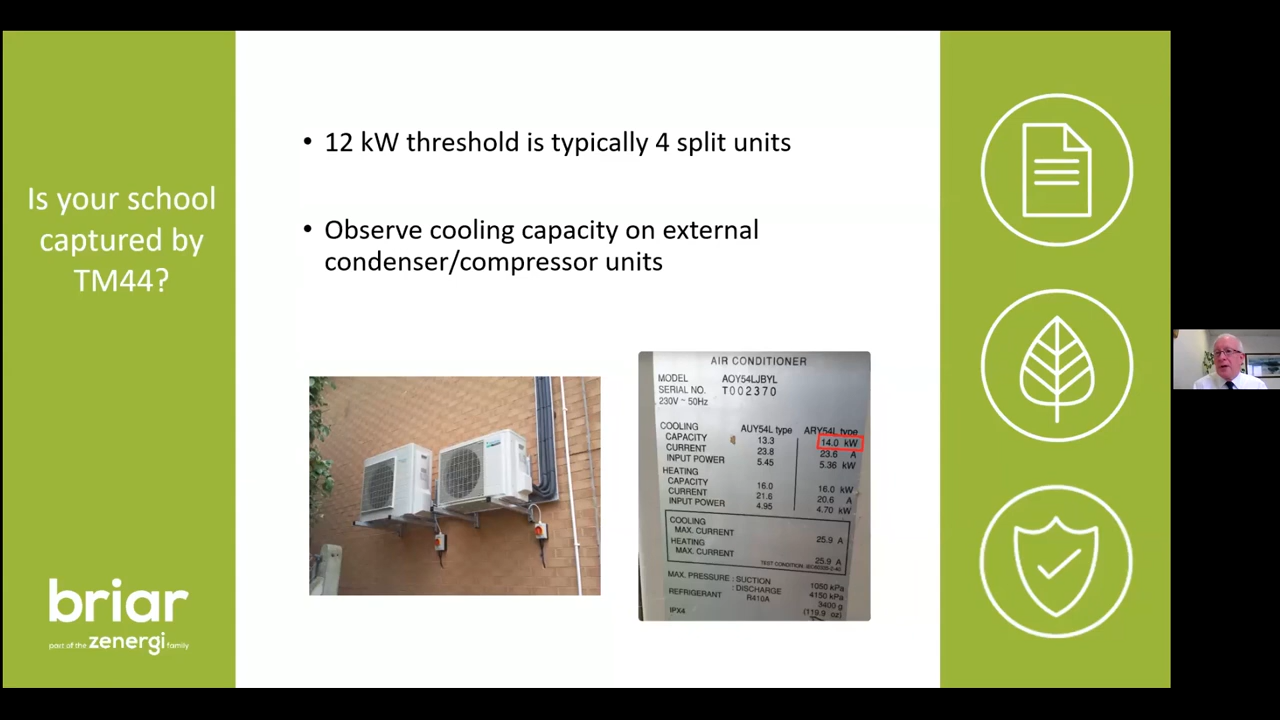 Is your school
captured by
TM44?
• 12 kW threshold is typically 4 split units
• Observe cooling capacity on external
condenser/compressor units
AIR CONDITIONER
MODEL AOY54LJBYL
SERIAL NO. T002370
230V ~ 50Hz
COOLING AUY54L type ARY54L type
CAPACITY 13.3 14.0 kW
CURRENT 23.8 23.6 A
INPUT POWER 5.45 5.36 kW
HEATING
CAPACITY 16.0 16.0 kW
CURRENT 21.6 20.6 A
INPUT POWER 4.95 4.70 kW
COOLING
MAX. CURRENT 25.9 A
HEATING
MAX. CURRENT 25.9 A
MAX. PRESSURE : SUCTION 1080 kPa
: DISCHARGE 4150 kPa
REFRIGERANT R410A 3400 g
(119.9 oz)
IPX4
briar
part of the zenergi family